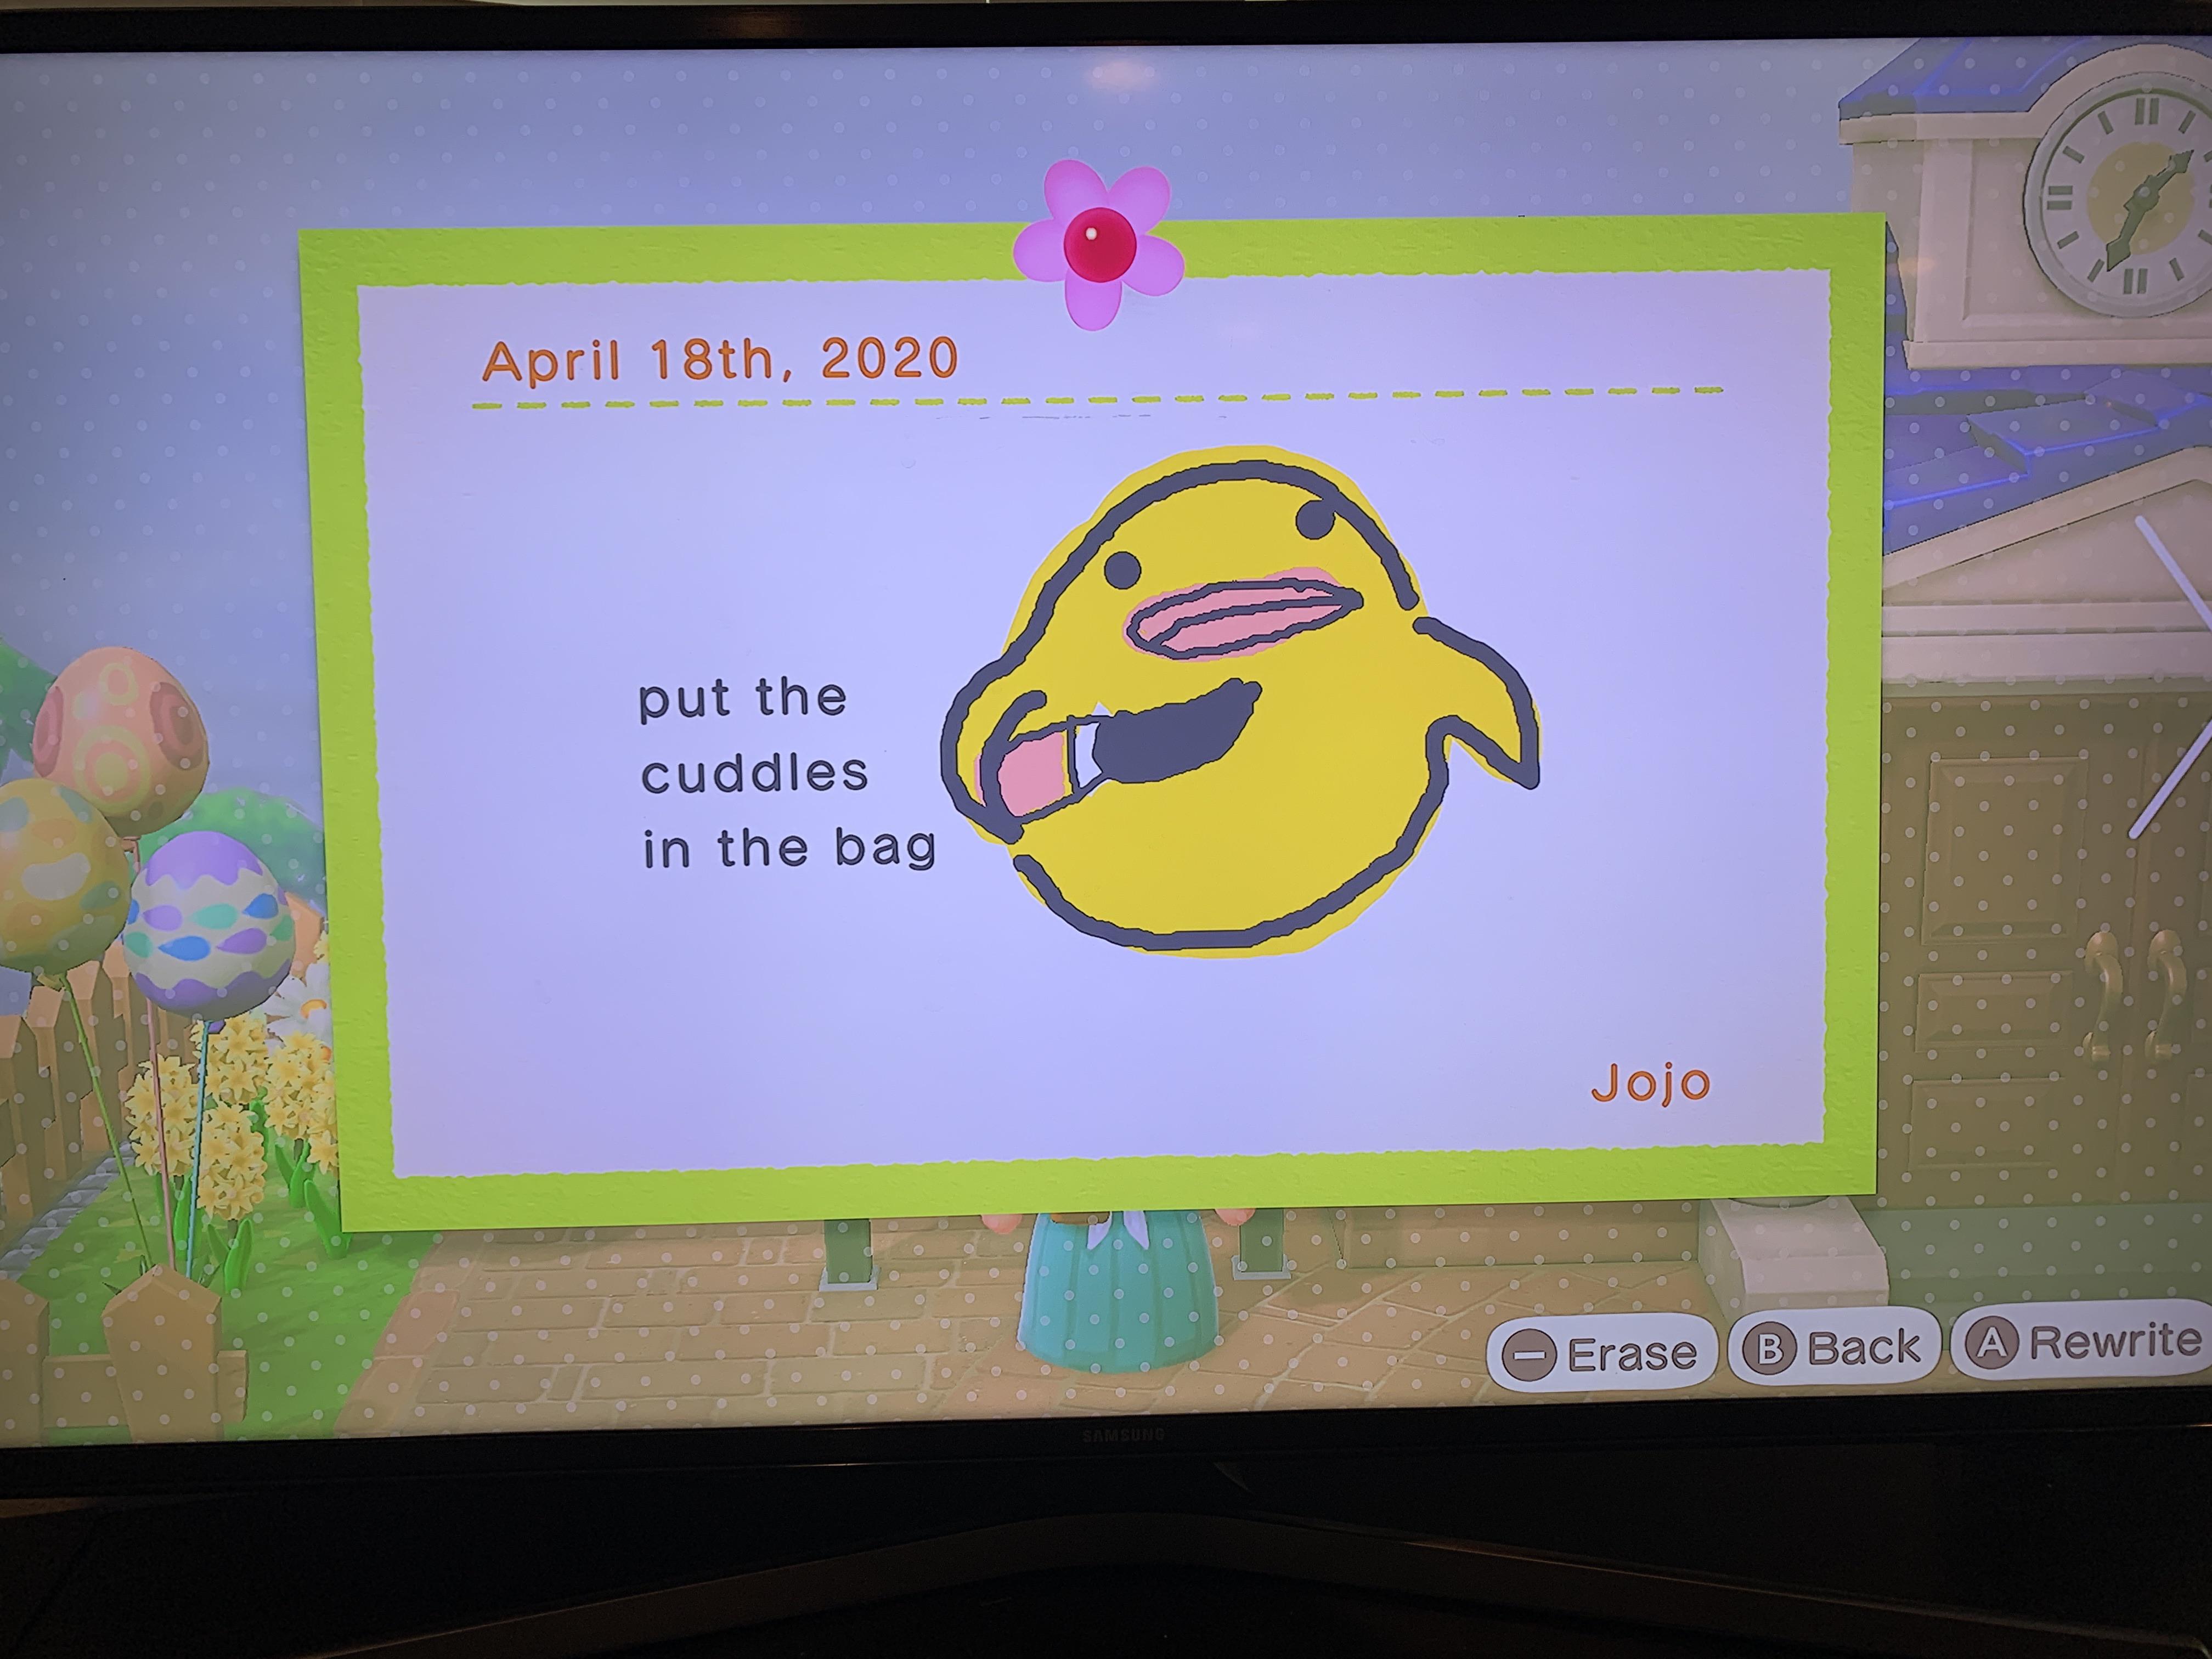 April 18th, 2020
put the
cuddles
in the bag
Jojo
Erase
B Back
A Rewrite
SAMSUNG